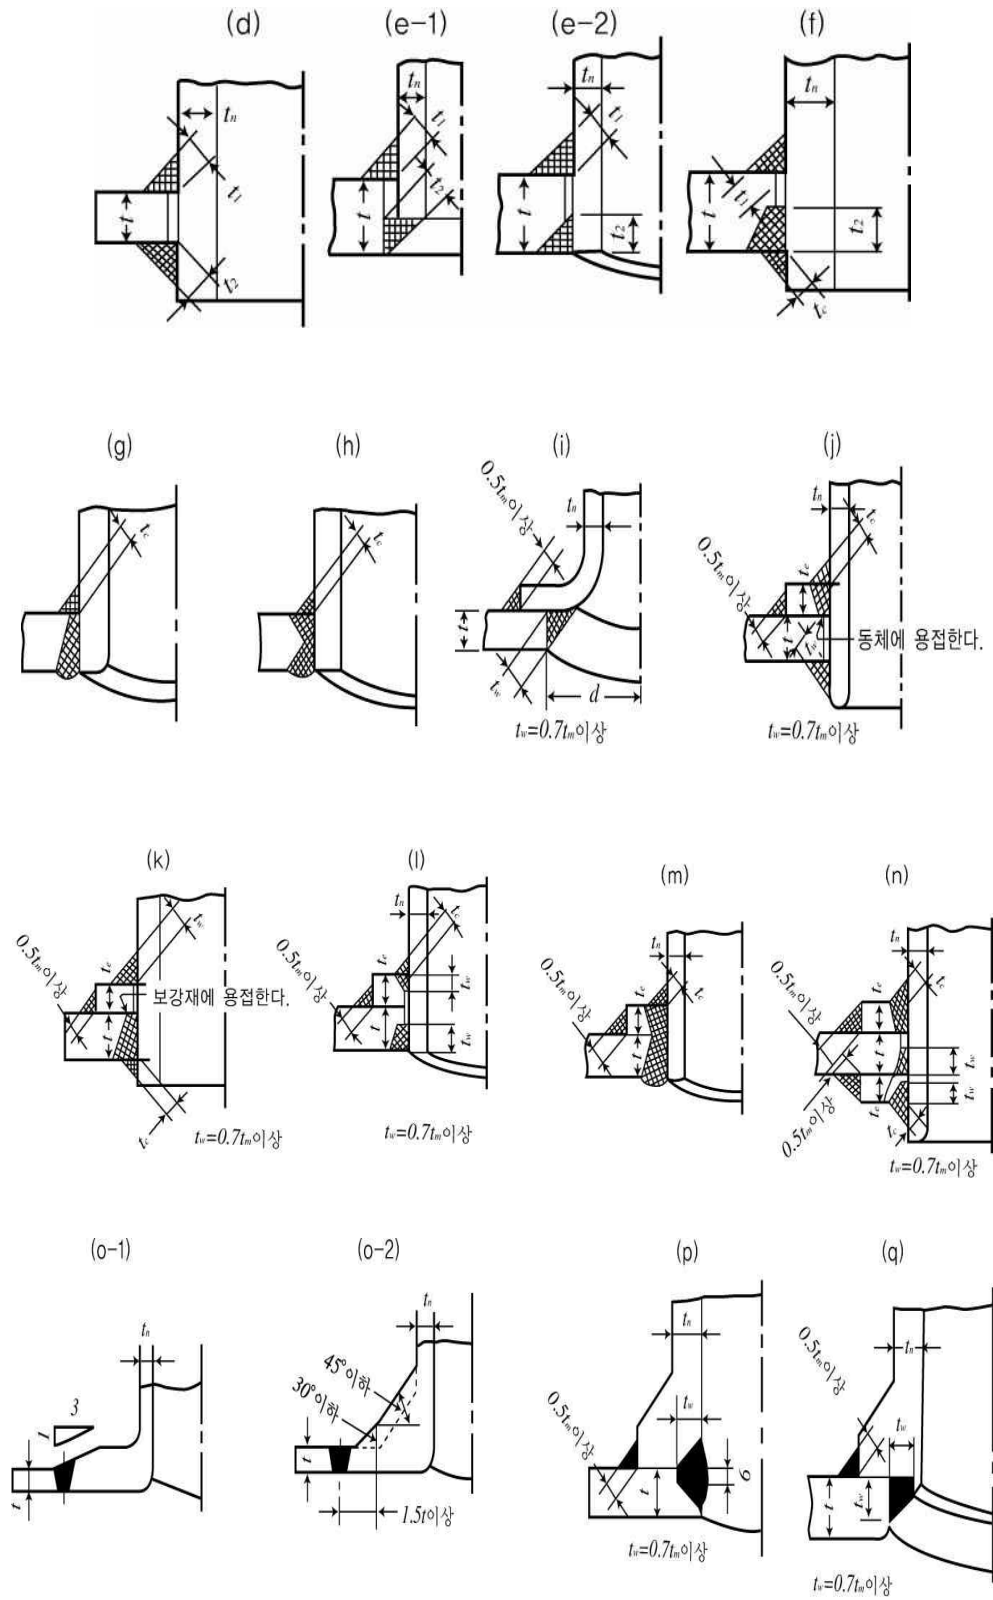 (d)
(e-1)
(e-2)
(f)
tn
t
t1
t2
tn
t1
t2
t
tn
t1
t
t2
tn
t1
t
t2
tc
(g)
(h)
(i)
(j)
tc
tc
0.5tm이상
tn
t
tw
d
tw=0.7tm이상
tn
tc
0.5tm이상
te
t
tw
동체에 용접한다.
tw=0.7tm이상
(k)
(l)
(m)
(n)
0.5tm이상
tw
te
보강재에 용접한다.
t
tc
tw=0.7tm이상
tn
tc
0.5tm이상
te
tw
t
tw
tw=0.7tm이상
tn
0.5tm이상
te
tc
t
tn
0.5tm이상
tc
te
t
tw
tw
te
0.5tm이상
tc
tw=0.7tm이상
(o-1)
(o-2)
(p)
(q)
tn
3
1
t
tn
45°이하
30°이하
t
1.5t이상
tn
0.5tm이상
tw
6
t
tw=0.7tm이상
0.5tm이상
tn
tw
tw
t
tw=0.7tm이상